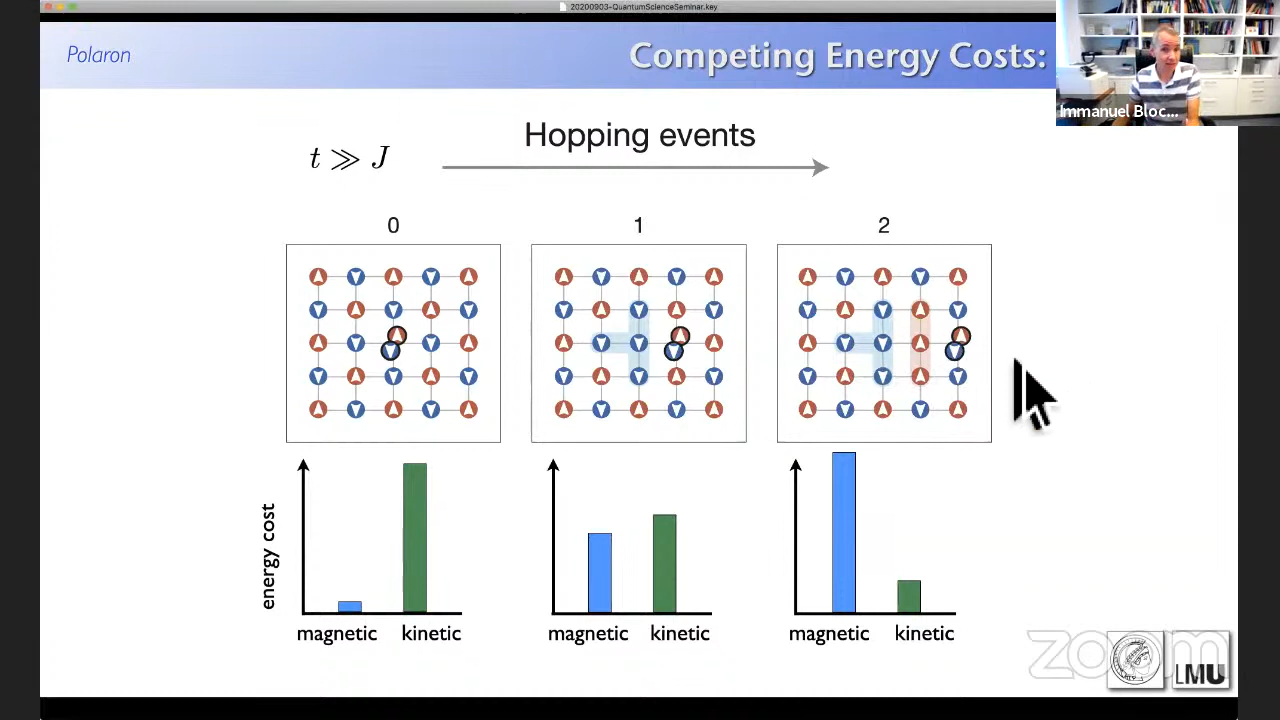 20200903-QuantumScienceSeminar.key
Polaron
Competing Energy Costs:
Immanuel Bloc...
t ≫ J
Hopping events
0
1
2
energy cost
magnetic
kinetic
magnetic
kinetic
magnetic
kinetic
zoom
LMU